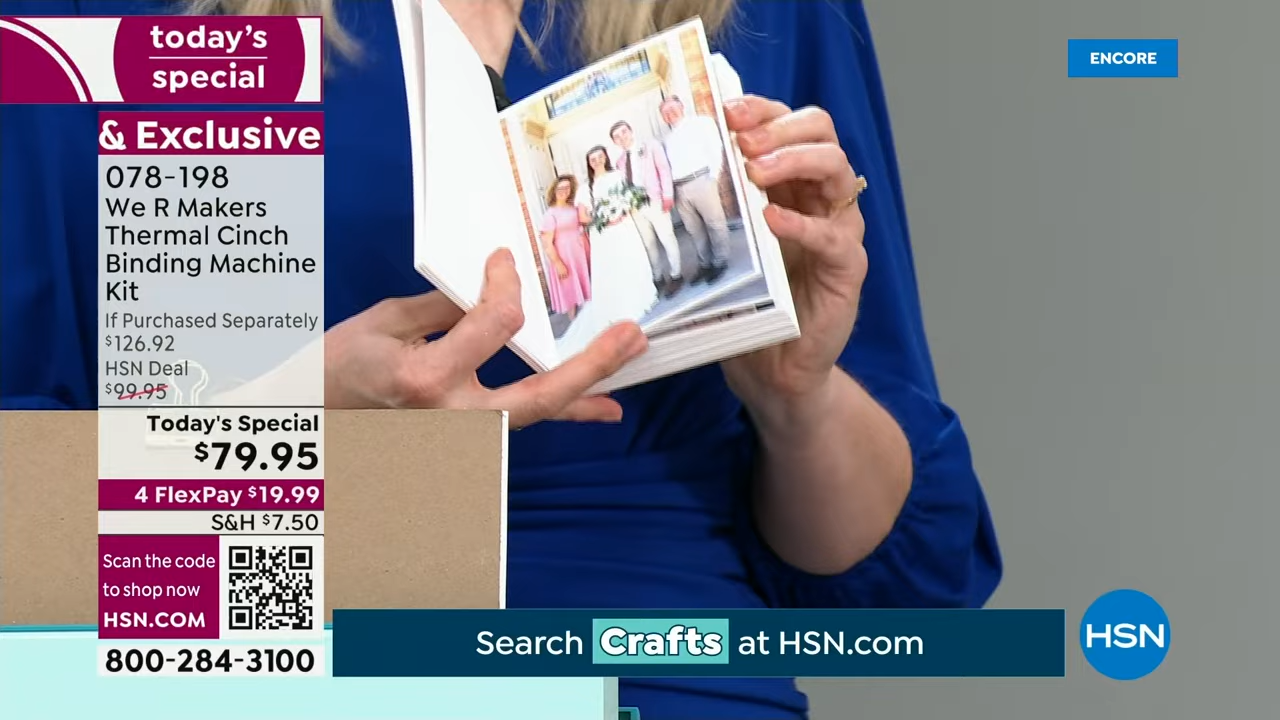 today's
special
& Exclusive
078-198
We R Makers
Thermal Cinch
Binding Machine
Kit
If Purchased Separately
$126.92
HSN Deal
$99.95
Today's Special
$79.95
4 FlexPay $19.99
S&H $7.50
Scan the code
to shop now
HSN.COM
800-284-3100
ENCORE
Search Crafts at HSN.com
HSN